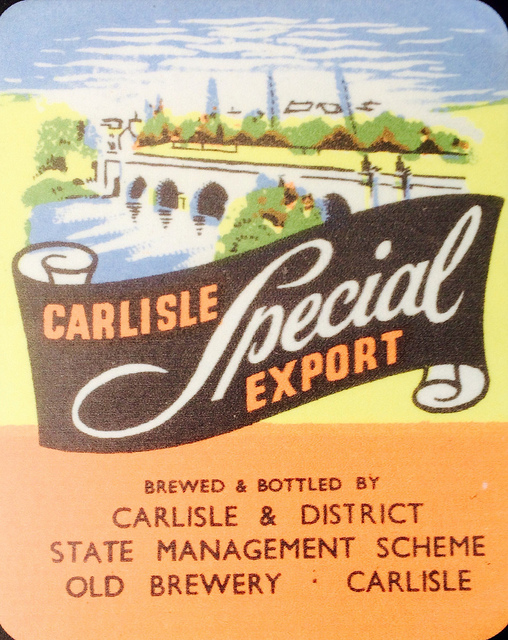 CARLISLE
Special
EXPORT
BREWED & BOTTLED BY
CARLISLE & DISTRICT
STATE MANAGEMENT SCHEME
OLD BREWERY · CARLISLE